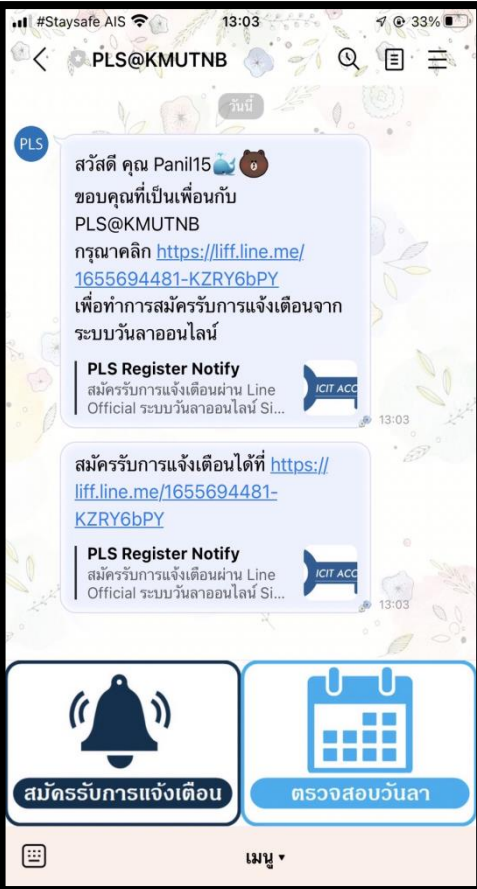 #Staysafe AIS 13:03 33%
PLS@KMUTNB
วันนี้
PLS
สวัสดี คุณ Panil15
ขอบคุณที่เป็นเพื่อนกับ
PLS@KMUTNB
กรุณาคลิก https://liff.line.me/
1655694481-KZRY6bPY
เพื่อทำการสมัครรับการแจ้งเตือนจาก
ระบบวันลาออนไลน์
PLS Register Notify
สมัครรับการแจ้งเตือนผ่าน Line
Official ระบบวันลาออนไลน์ Si...
ICIT ACC
13:03
สมัครรับการแจ้งเตือนได้ที่ https://
liff.line.me/1655694481-
KZRY6bPY
PLS Register Notify
สมัครรับการแจ้งเตือนผ่าน Line
Official ระบบวันลาออนไลน์ Si...
ICIT ACC
13:03
สมัครรับการแจ้งเตือน
ตรวจสอบวันลา
เมนู